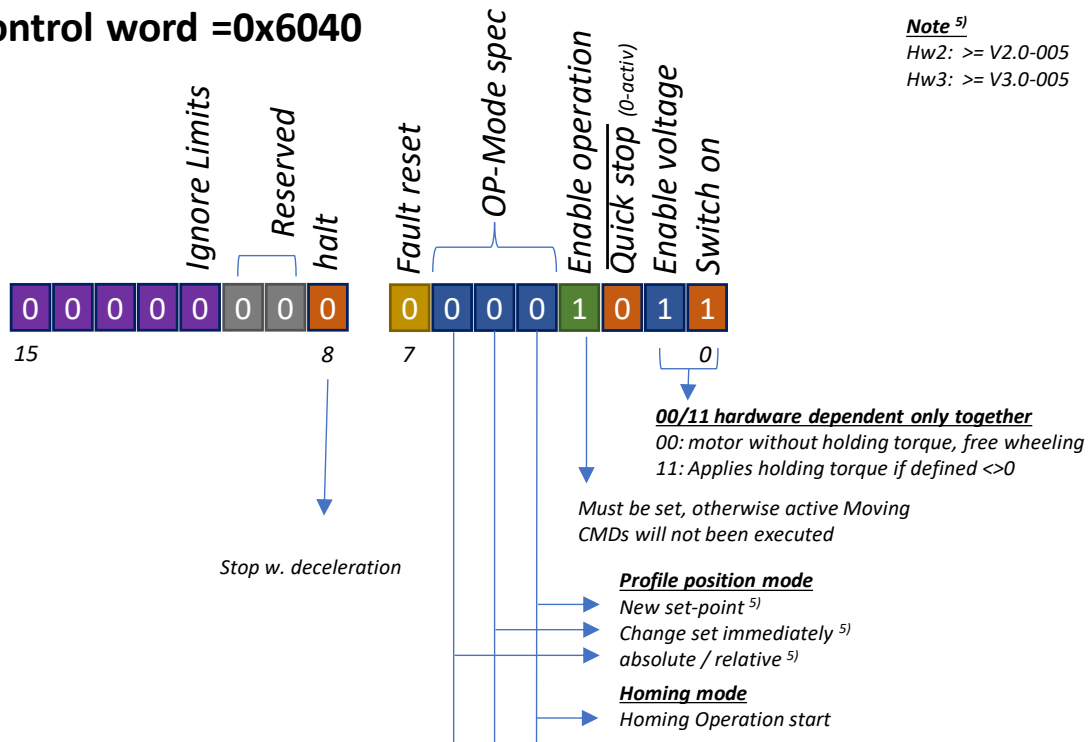 ontrol word =0x6040
Note 5)
Hw2: >= V2.0-005
Hw3: >= V3.0-005
Ignore Limits
Reserved
halt
Fault reset
OP-Mode spec
Enable operation
Quick stop (0-activ)
Enable voltage
Switch on
0 0 0 0 0 0 0 0 0 0 0 0 1 0 1 1
15 8 7 0
00/11 hardware dependent only together
00: motor without holding torque, free wheeling
11: Applies holding torque if defined <>0
Must be set, otherwise active Moving
CMDs will not been executed
Stop w. deceleration
Profile position mode
New set-point 5)
Change set immediately 5)
absolute / relative 5)
Homing mode
Homing Operation start